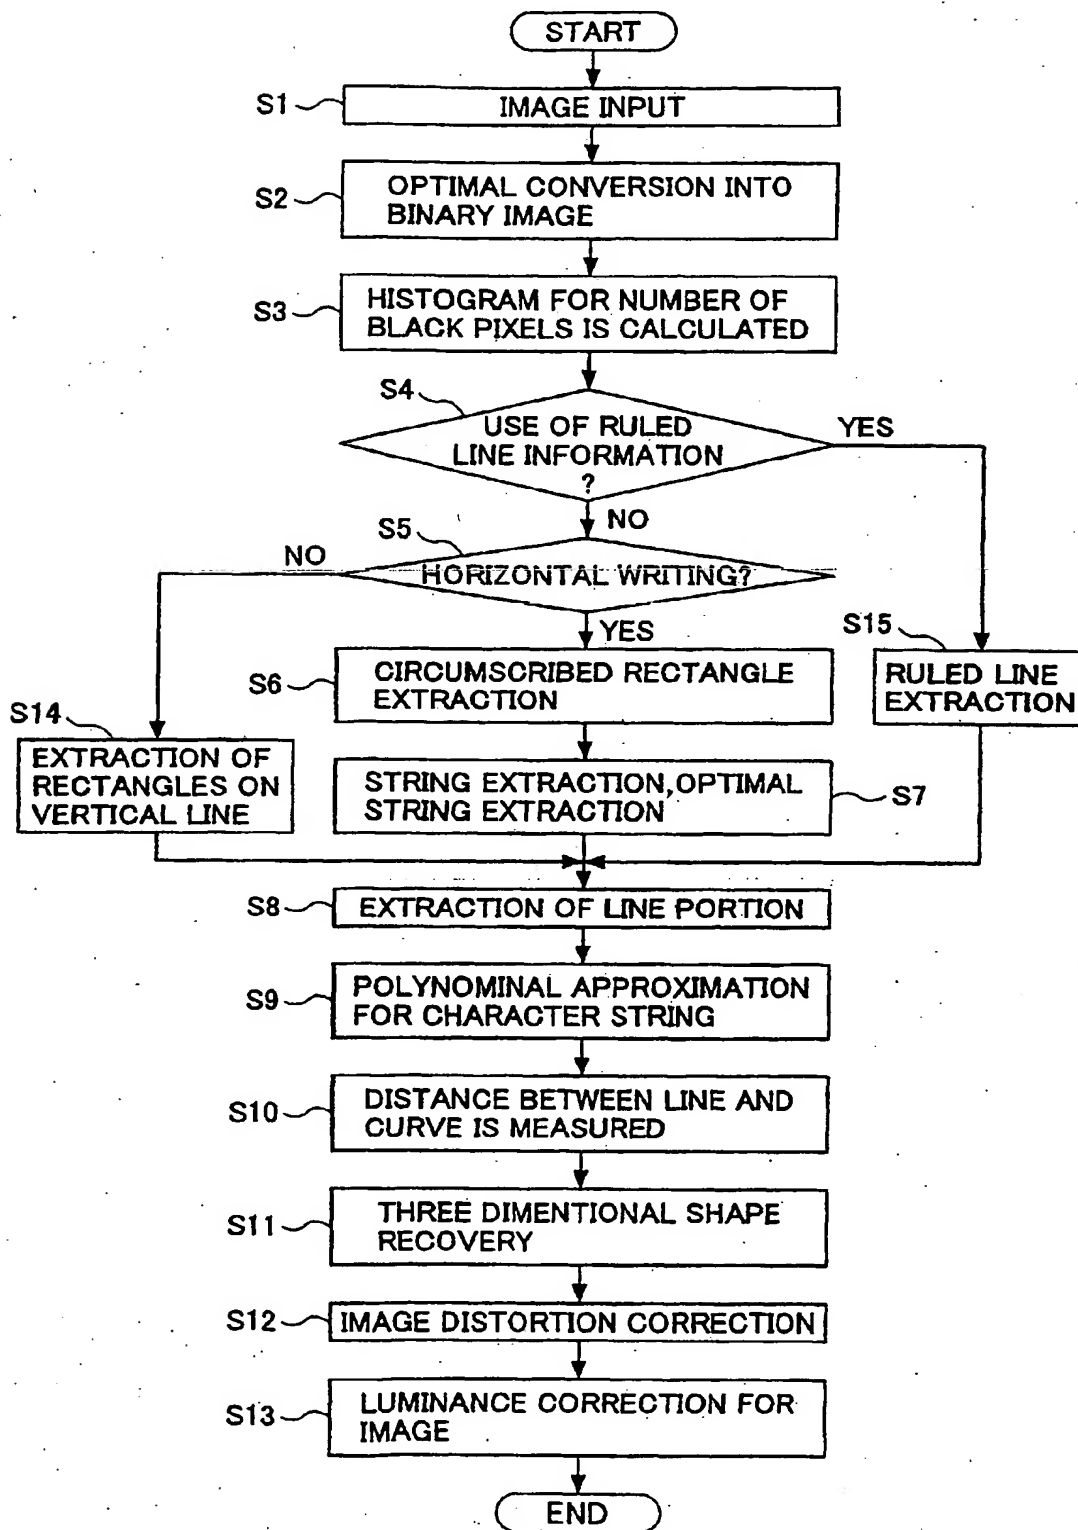 START
S1
IMAGE INPUT
S2
OPTIMAL CONVERSION INTO
BINARY IMAGE
S3
HISTOGRAM FOR NUMBER OF
BLACK PIXELS IS CALCULATED
S4
USE OF RULED
LINE INFORMATION
?
YES
NO
S5
HORIZONTAL WRITING?
NO
YES
S15
RULED LINE
EXTRACTION
S6
CIRCUMSCRIBED RECTANGLE
EXTRACTION
S14
EXTRACTION OF
RECTANGLES ON
VERTICAL LINE
STRING EXTRACTION,OPTIMAL
STRING EXTRACTION
S7
S8
EXTRACTION OF LINE PORTION
S9
POLYNOMINAL APPROXIMATION
FOR CHARACTER STRING
S10
DISTANCE BETWEEN LINE AND
CURVE IS MEASURED
S11
THREE DIMENTIONAL SHAPE
RECOVERY
S12
IMAGE DISTORTION CORRECTION
S13
LUMINANCE CORRECTION FOR
IMAGE
END